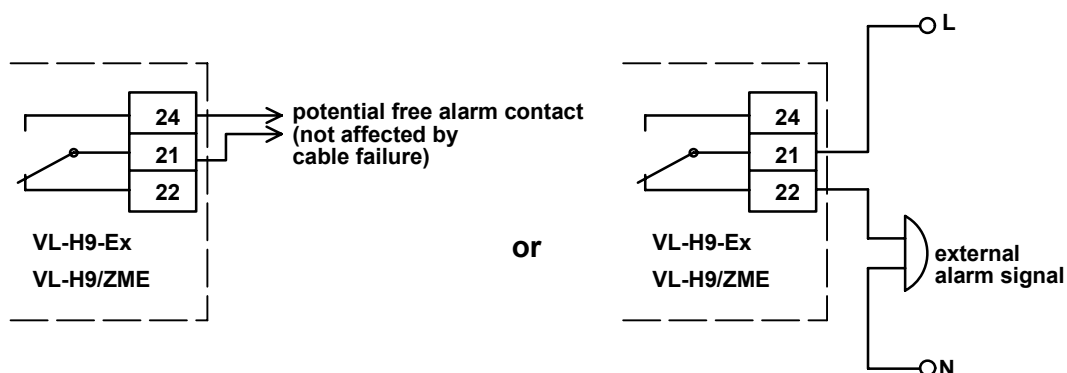 24
21
22
potential free alarm contact
(not affected by
cable failure)
VL-H9-Ex
VL-H9/ZME
or
L
24
21
22
VL-H9-Ex
VL-H9/ZME
external
alarm signal
N